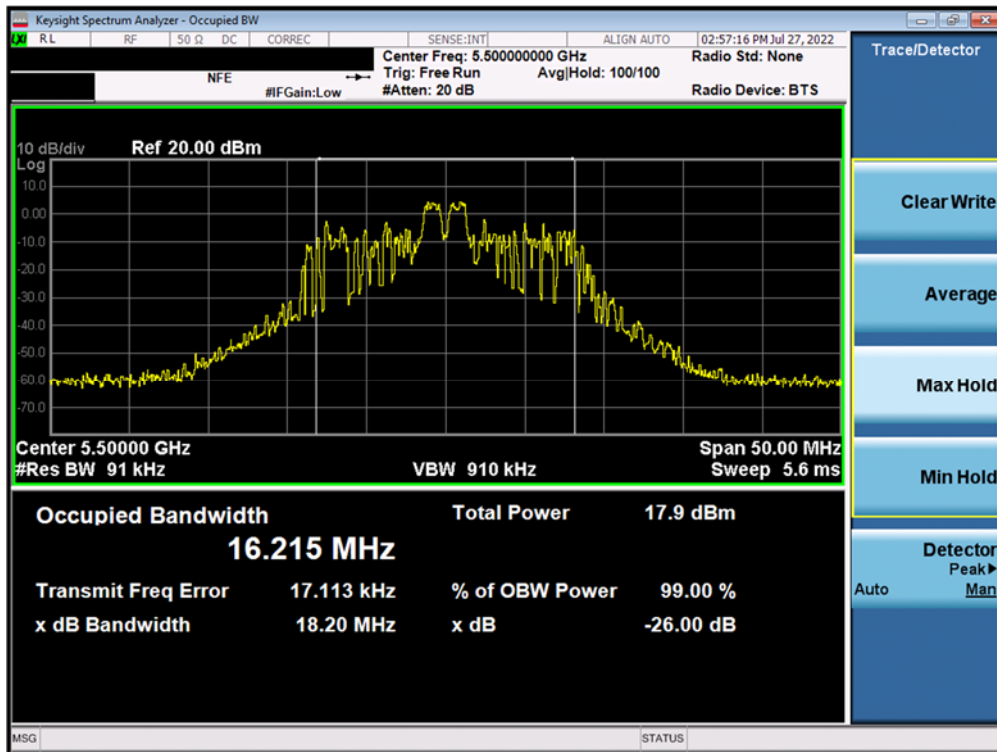 Keysight Spectrum Analyzer - Occupied BW
LXI RL RF 50 Ω DC CORREC SENSE:INT ALIGN AUTO 02:57:16 PM Jul 27, 2022
Center Freq: 5.500000000 GHz Radio Std: None
NFE Trig: Free Run Avg|Hold: 100/100
#IFGain:Low #Atten: 20 dB Radio Device: BTS
10 dB/div Ref 20.00 dBm
Log
10.0
0.00
-10.0
-20.0
-30.0
-40.0
-50.0
-60.0
-70.0
Center 5.50000 GHz Span 50.00 MHz
#Res BW 91 kHz VBW 910 kHz Sweep 5.6 ms
Occupied Bandwidth Total Power 17.9 dBm
16.215 MHz
Transmit Freq Error 17.113 kHz % of OBW Power 99.00 %
x dB Bandwidth 18.20 MHz x dB -26.00 dB
MSG STATUS
Trace/Detector
Clear Write
Average
Max Hold
Min Hold
Detector
Peak▶
Auto Man